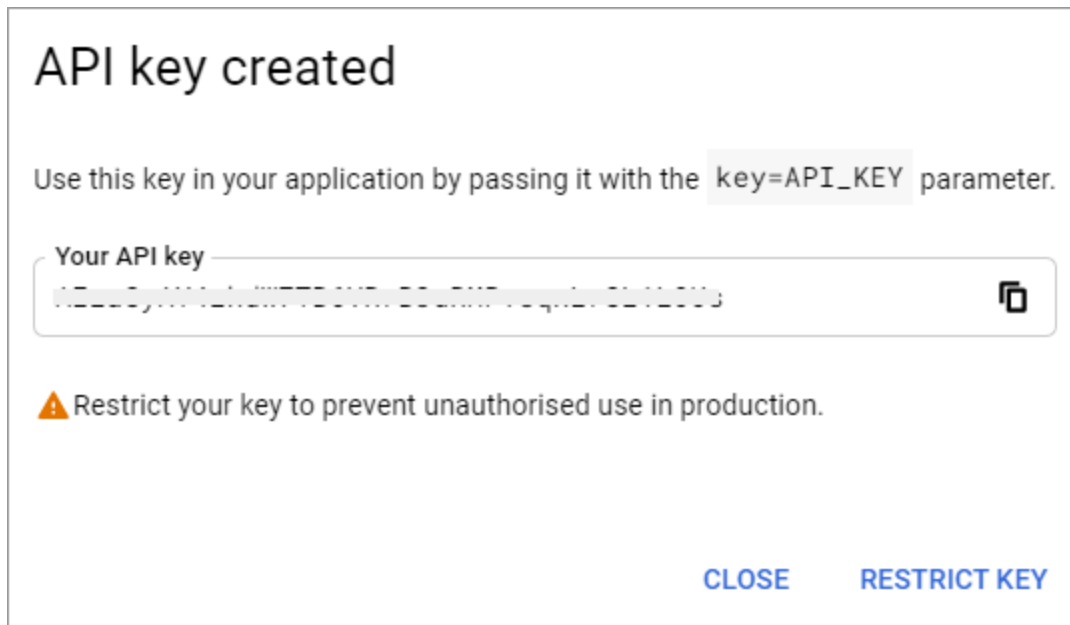 API key created
Use this key in your application by passing it with the key=API_KEY parameter.
Your API key
Restrict your key to prevent unauthorised use in production.
CLOSE RESTRICT KEY